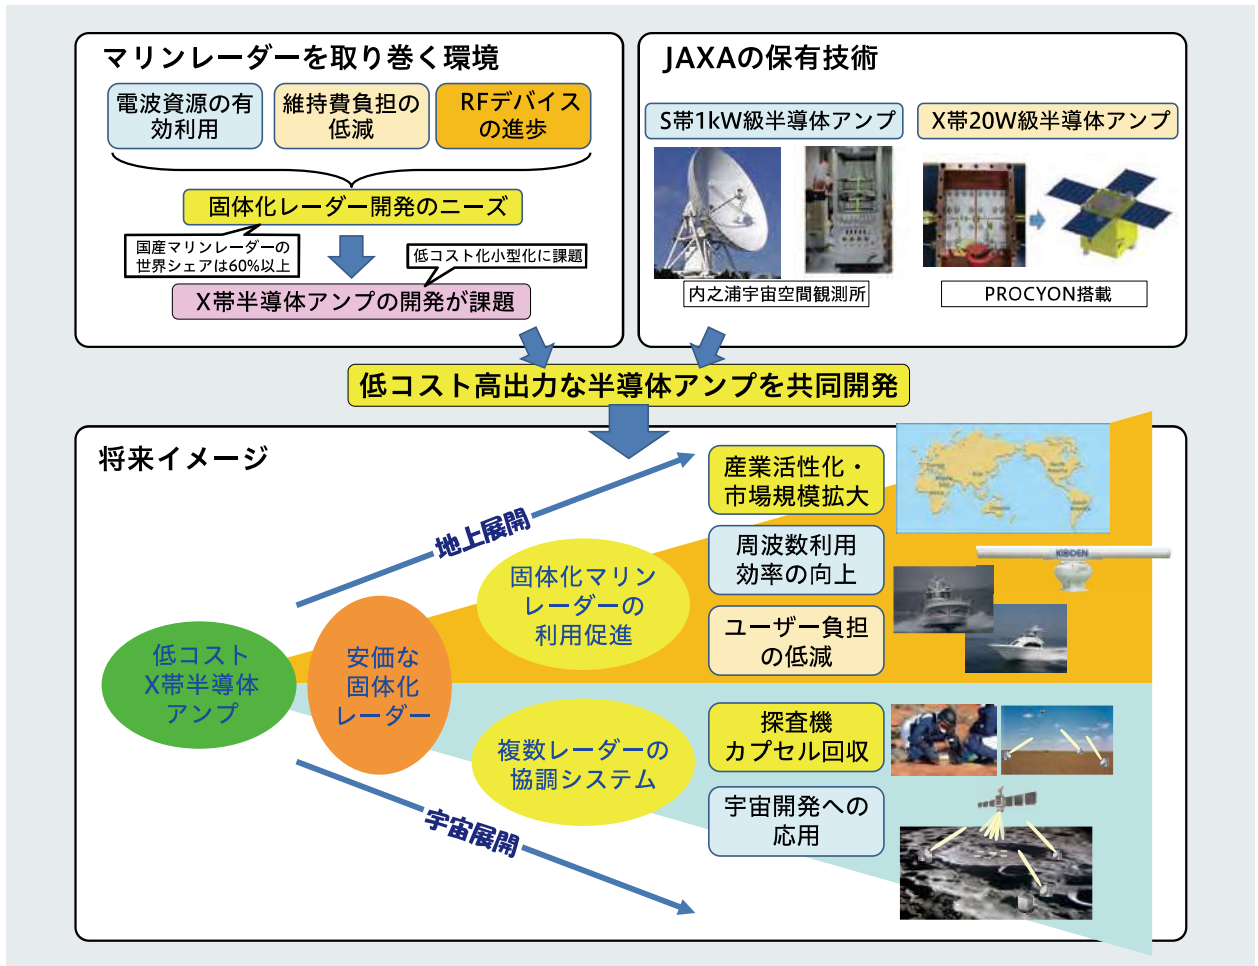 マリンレーダーを取り巻く環境
電波資源の有
効利用
維持費負担の
低減
RFデバイス
の進歩
固体化レーダー開発のニーズ
国産マリンレーダーの
世界シェアは60%以上
低コスト化小型化に課題
X帯半導体アンプの開発が課題
JAXAの保有技術
S帯1kW級半導体アンプ
X帯20W級半導体アンプ
内之浦宇宙空間観測所
PROCYON搭載
低コスト高出力な半導体アンプを共同開発
将来イメージ
地上展開
宇宙展開
低コスト
X帯半導体
アンプ
安価な
固体化
レーダー
固体化マリン
レーダーの
利用促進
複数レーダーの
協調システム
産業活性化・
市場規模拡大
周波数利用
効率の向上
ユーザー負担
の低減
探査機
カプセル回収
宇宙開発への
応用
KODEN